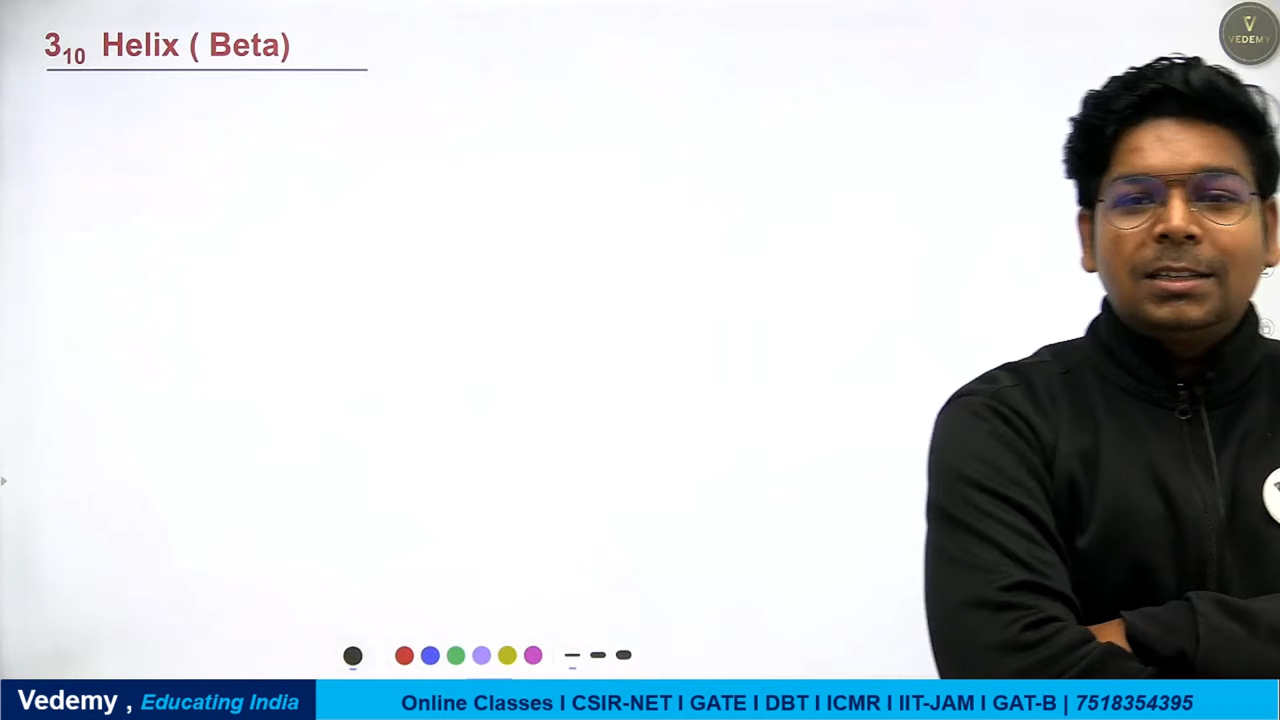 3₁₀ Helix ( Beta)
V
VEDEMY
Vedemy , Educating India
Online Classes I CSIR-NET I GATE I DBT I ICMR I IIT-JAM I GAT-B | 7518354395